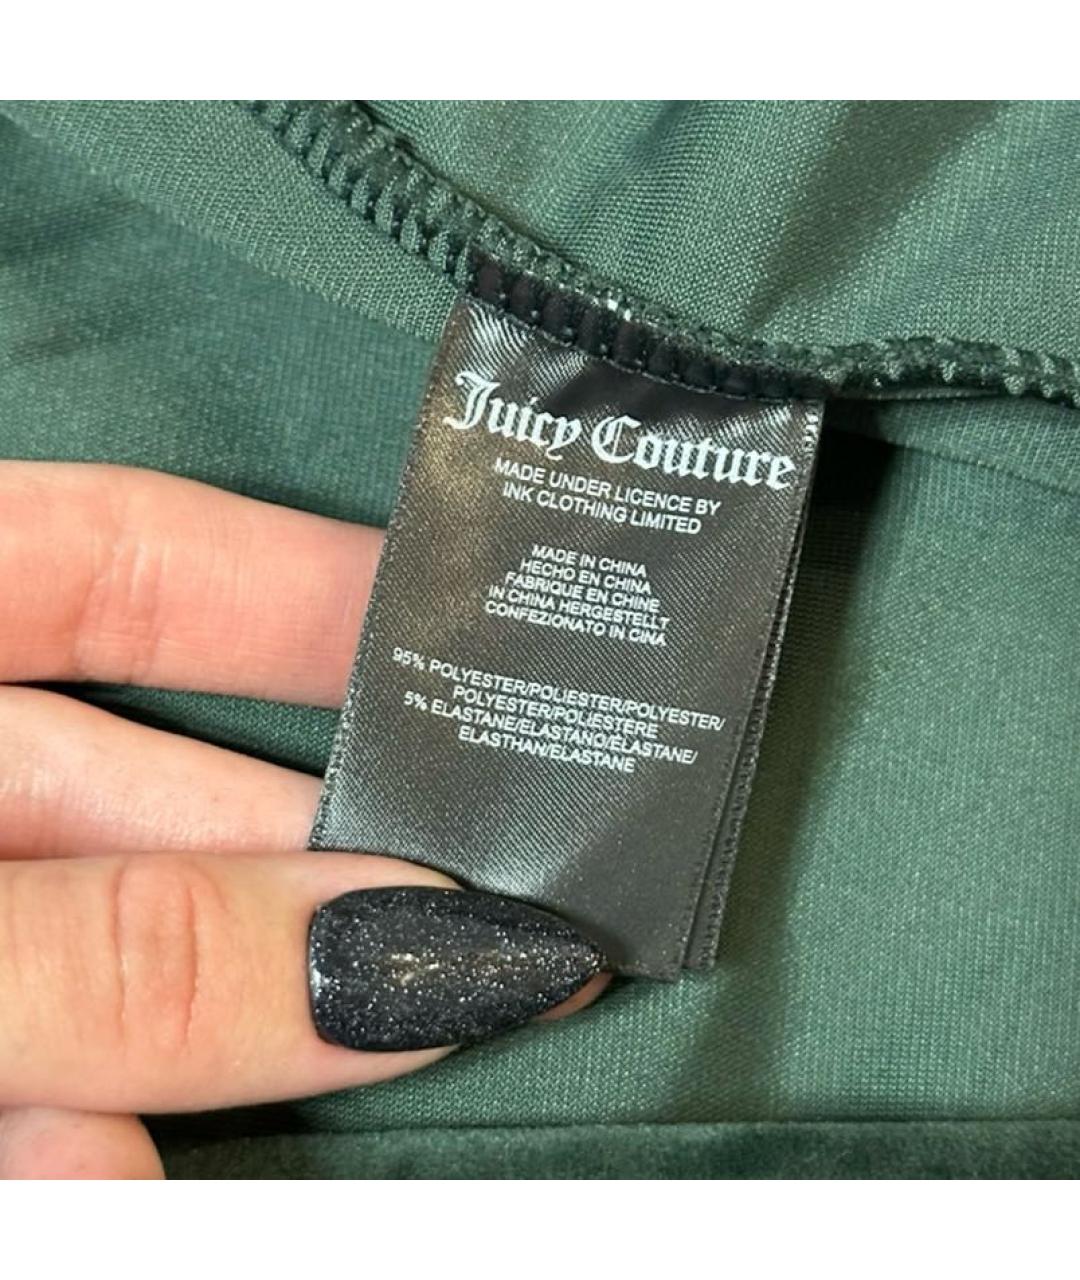 Juicy Couture
MADE UNDER LICENCE BY
INK CLOTHING LIMITED
MADE IN CHINA
HECHO EN CHINA
FABRIQUE EN CHINE
IN CHINA HERGESTELLT
CONFEZIONATO IN CINA
95% POLYESTER/POLIESTER/POLYESTER/
POLYESTER/POLIESTERE
5% ELASTANE/ELASTANO/ÉLASTANE/
ELASTHAN/ELASTANE